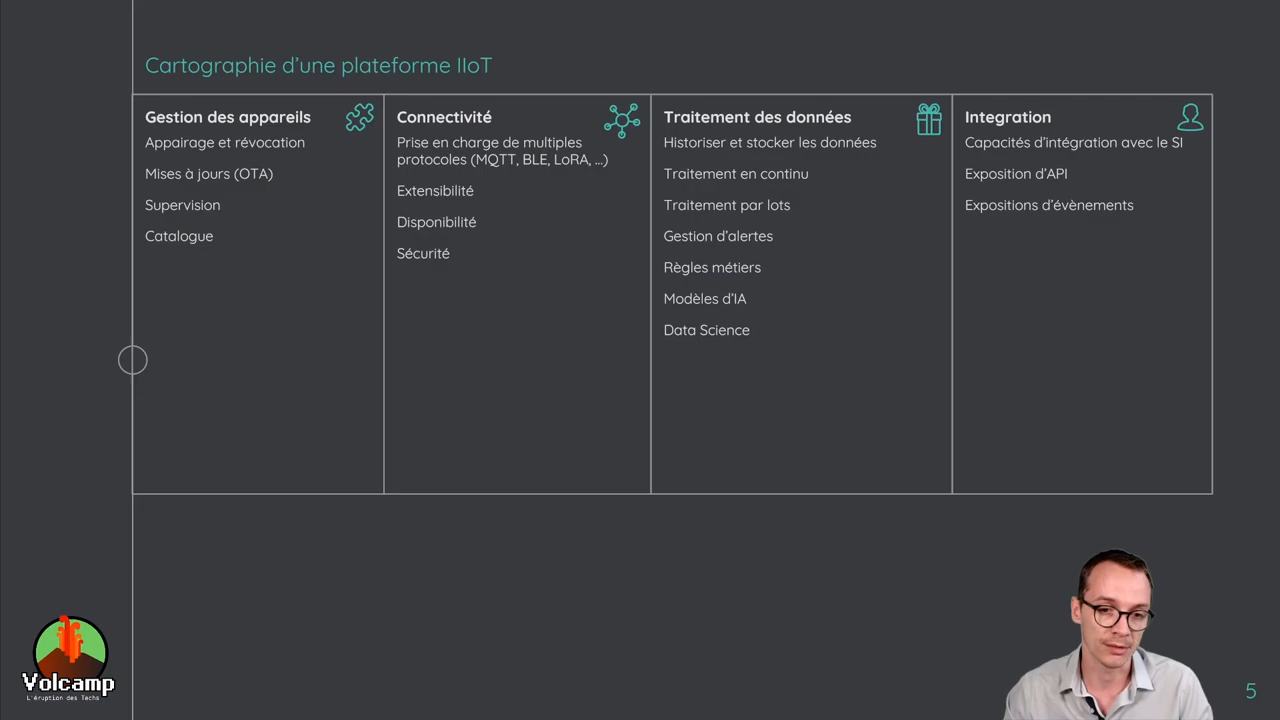 Cartographie d'une plateforme IIoT
Gestion des appareils
Appairage et révocation
Mises à jours (OTA)
Supervision
Catalogue
Connectivité
Prise en charge de multiples
protocoles (MQTT, BLE, LoRA, ...)
Extensibilité
Disponibilité
Sécurité
Traitement des données
Historiser et stocker les données
Traitement en continu
Traitement par lots
Gestion d'alertes
Règles métiers
Modèles d'IA
Data Science
Integration
Capacités d'intégration avec le SI
Exposition d'API
Expositions d'évènements
Volcamp
L'éruption des Techs
5